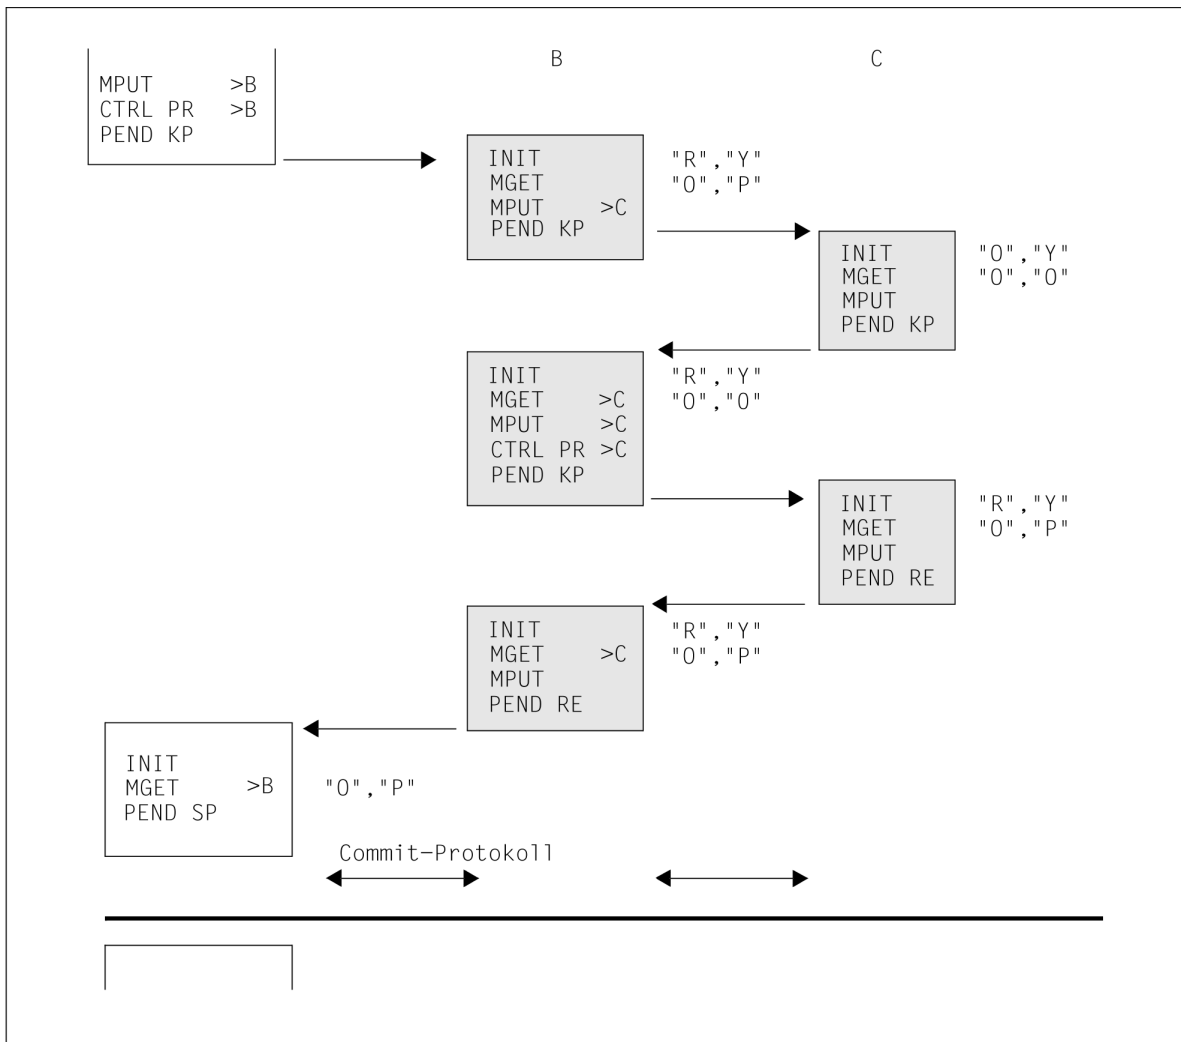 B C
MPUT >B
CTRL PR >B
PEND KP
INIT
MGET
MPUT >C
PEND KP
"R","Y"
"O","P"
INIT
MGET
MPUT
PEND KP
"O","Y"
"O","O"
INIT
MGET >C
MPUT >C
CTRL PR >C
PEND KP
"R","Y"
"O","O"
INIT
MGET
MPUT
PEND RE
"R","Y"
"O","P"
INIT
MGET >C
MPUT
PEND RE
"R","Y"
"O","P"
INIT
MGET >B
PEND SP
"O","P"
Commit-Protokoll